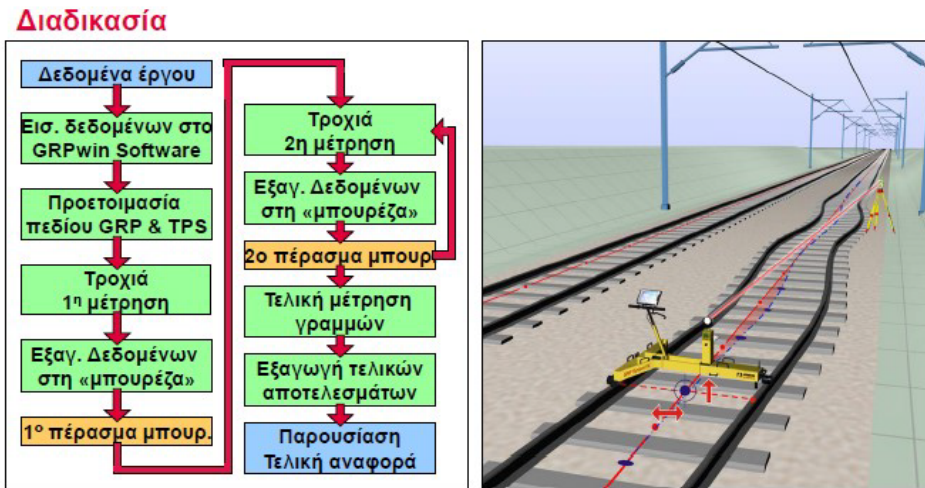 Διαδικασία
Δεδομένα έργου
Εισ. δεδομένων στο
GRPwin Software
Προετοιμασία
πεδίου GRP & TPS
Τροχιά
1η μέτρηση
Εξαγ. Δεδομένων
στη «μπουρέζα»
1ο πέρασμα μπουρ.
Τροχιά
2η μέτρηση
Εξαγ. Δεδομένων
στη «μπουρέζα»
2ο πέρασμα μπουρ.
Τελική μέτρηση
γραμμών
Εξαγωγή τελικών
αποτελεσμάτων
Παρουσίαση
Τελική αναφορά